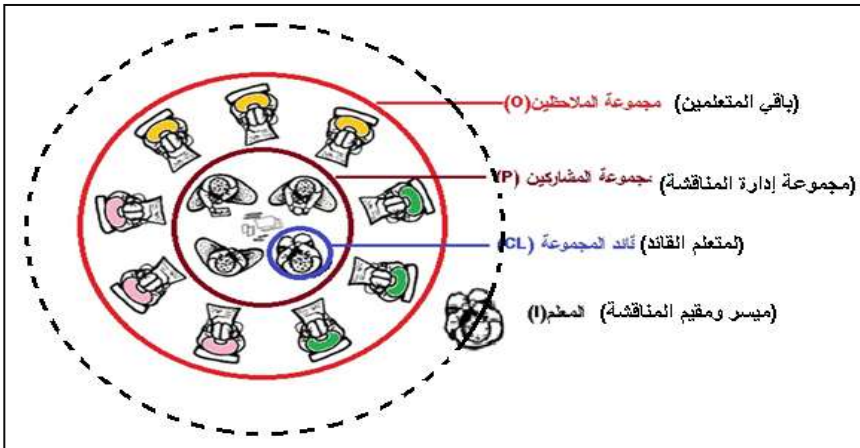 (باقي المتعلمين) مجموعة الملاحظين(O)
(مجموعة إدارة المناقشة) مجموعة المشاركين (P)
(لمتعلم القائد) قائد المجموعة (CL)
(ميسر ومقيم المناقشة) المعلم(I)